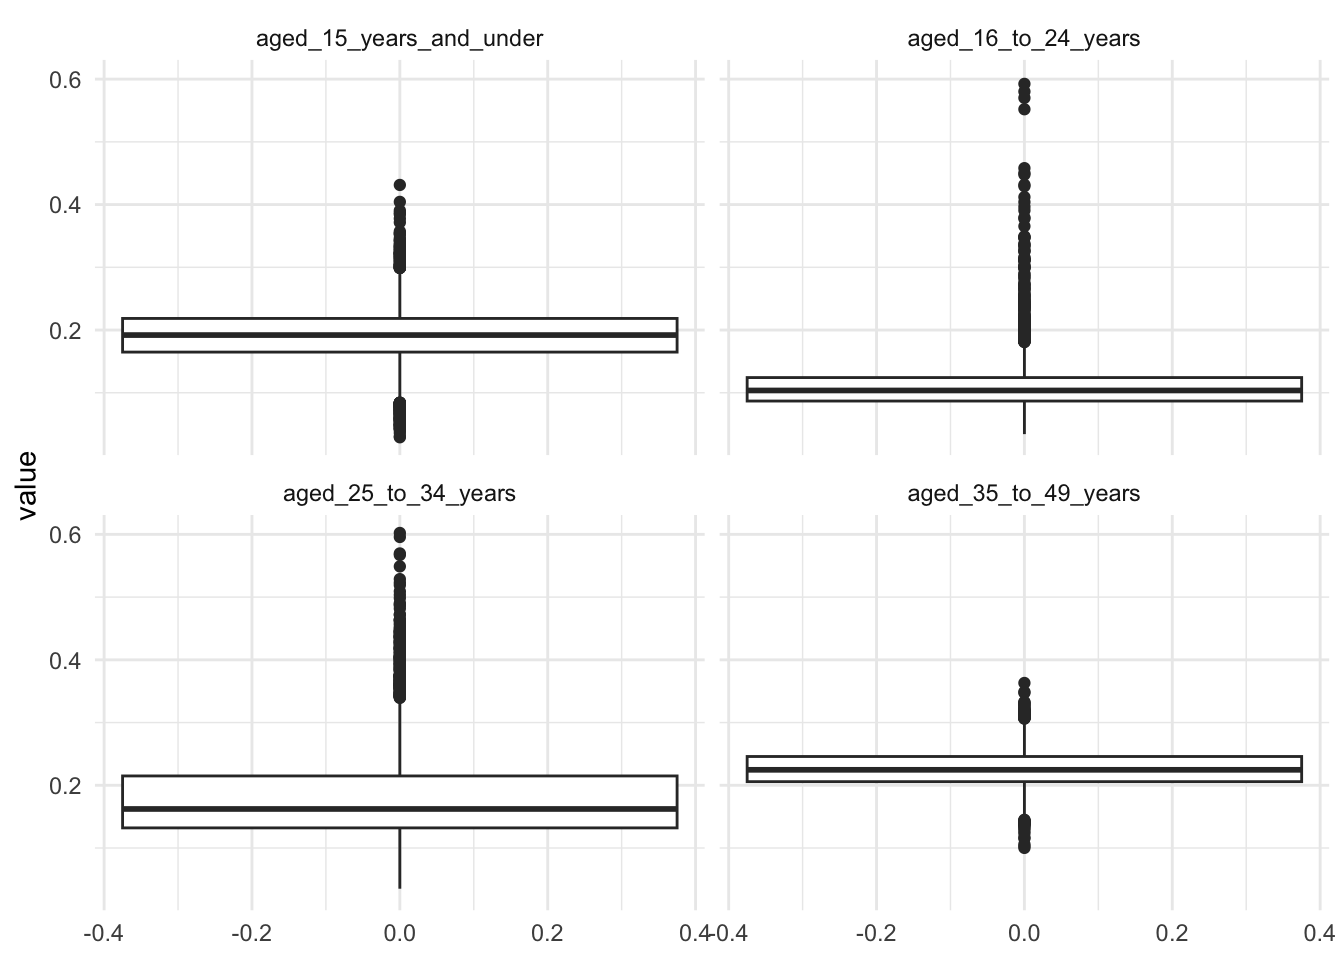 aged_15_years_and_under
aged_16_to_24_years
0.6
0.4
0.2
value
aged_25_to_34_years
aged_35_to_49_years
0.6
0.4
0.2
-0.4 -0.2 0.0 0.2 0.4 -0.4 -0.2 0.0 0.2 0.4